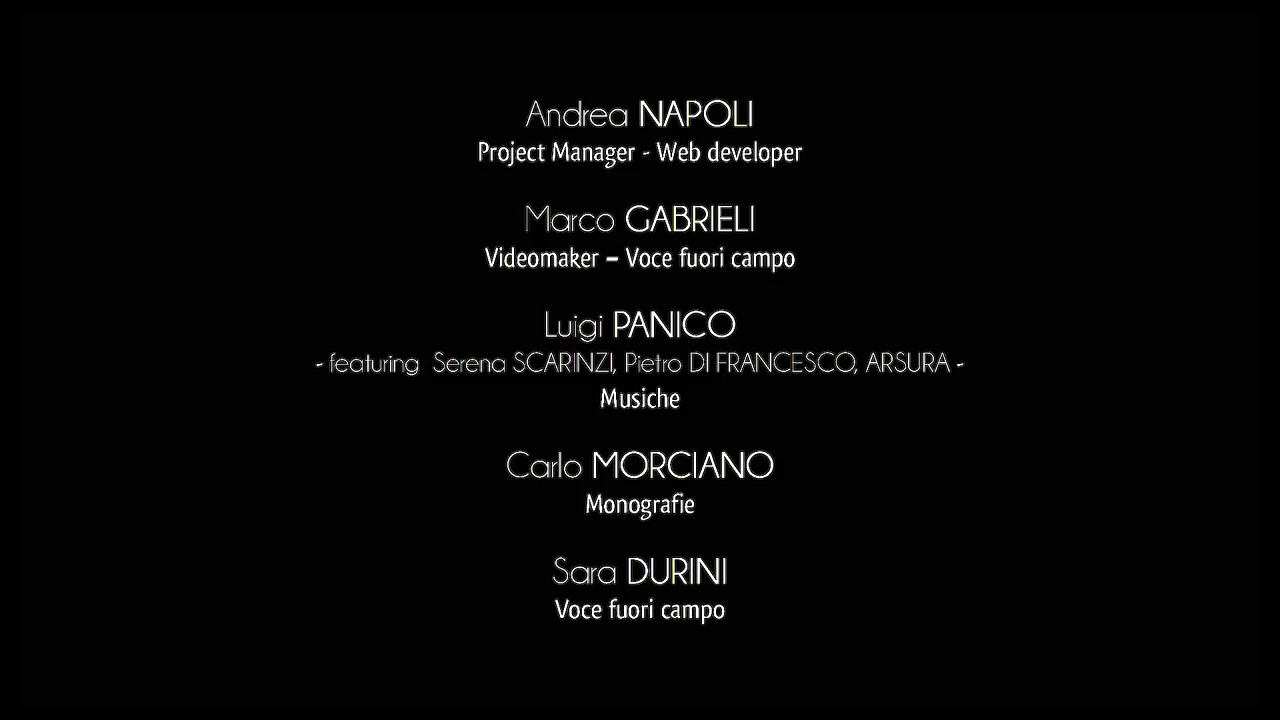 Andrea NAPOLI
Project Manager - Web developer
Marco GABRIELI
Videomaker – Voce fuori campo
Luigi PANICO
- featuring Serena SCARINZI, Pietro DI FRANCESCO, ARSURA -
Musiche
Carlo MORCIANO
Monografie
Sara DURINI
Voce fuori campo